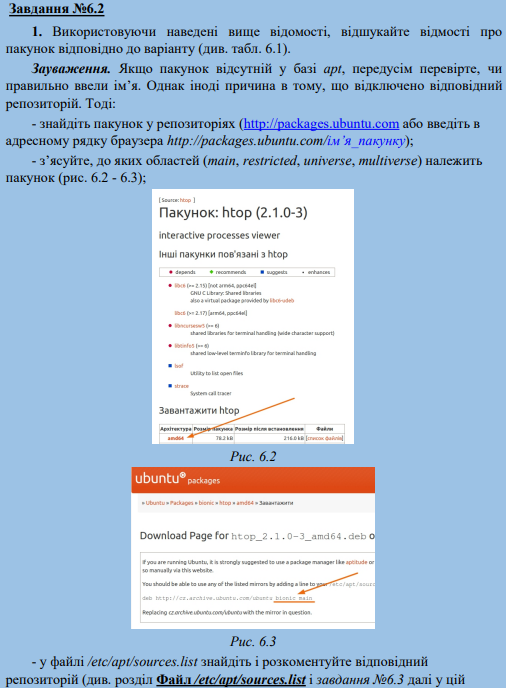 Завдання №6.2
1. Використовуючи наведені вище відомості, відшукайте відмості про
пакунок відповідно до варіанту (див. табл. 6.1).
Зауваження. Якщо пакунок відсутній у базі apt, передусім перевірте, чи
правильно ввели ім’я. Однак іноді причина в тому, що відключено відповідний
репозиторій. Тоді:
- знайдіть пакунок у репозиторіях (http://packages.ubuntu.com або введіть в
адресному рядку браузера http://packages.ubuntu.com/ім’я_пакунку);
- з’ясуйте, до яких областей (main, restricted, universe, multiverse) належить
пакунок (рис. 6.2 - 6.3);
[ Source: htop ]
Пакунок: htop (2.1.0-3)
interactive processes viewer
Інші пакунки пов'язані з htop
depends recommends suggests enhances
libc6 (>= 2.15) [not arm64, ppc64el]
GNU C Library: Shared libraries
also a virtual package provided by libc6-udeb
libc6 (>= 2.17) [arm64, ppc64el]
libncursesw5 (>= 6)
shared libraries for terminal handling (wide character support)
libtinfo5 (>= 6)
shared low-level terminfo library for terminal handling
lsof
Utility to list open files
strace
System call tracer
Завантажити htop
Архітектура Розмір пакунка Розмір після встановлення Файли
amd64 78.2 kB 216.0 kB [список файлів]
Рис. 6.2
ubuntu® packages
» Ubuntu » Packages » bionic » htop » amd64 » Завантажити
Download Page for htop_2.1.0-3_amd64.deb o
If you are running Ubuntu, it is strongly suggested to use a package manager like aptitude or
so manually via this website.
You should be able to use any of the listed mirrors by adding a line to your /etc/apt/sourc
deb http://cz.archive.ubuntu.com/ubuntu bionic main
Replacing cz.archive.ubuntu.com/ubuntu with the mirror in question.
Рис. 6.3
- у файлі /etc/apt/sources.list знайдіть і розкоментуйте відповідний
репозиторій (див. розділ Файл /etc/apt/sources.list і завдання №6.3 далі у цій